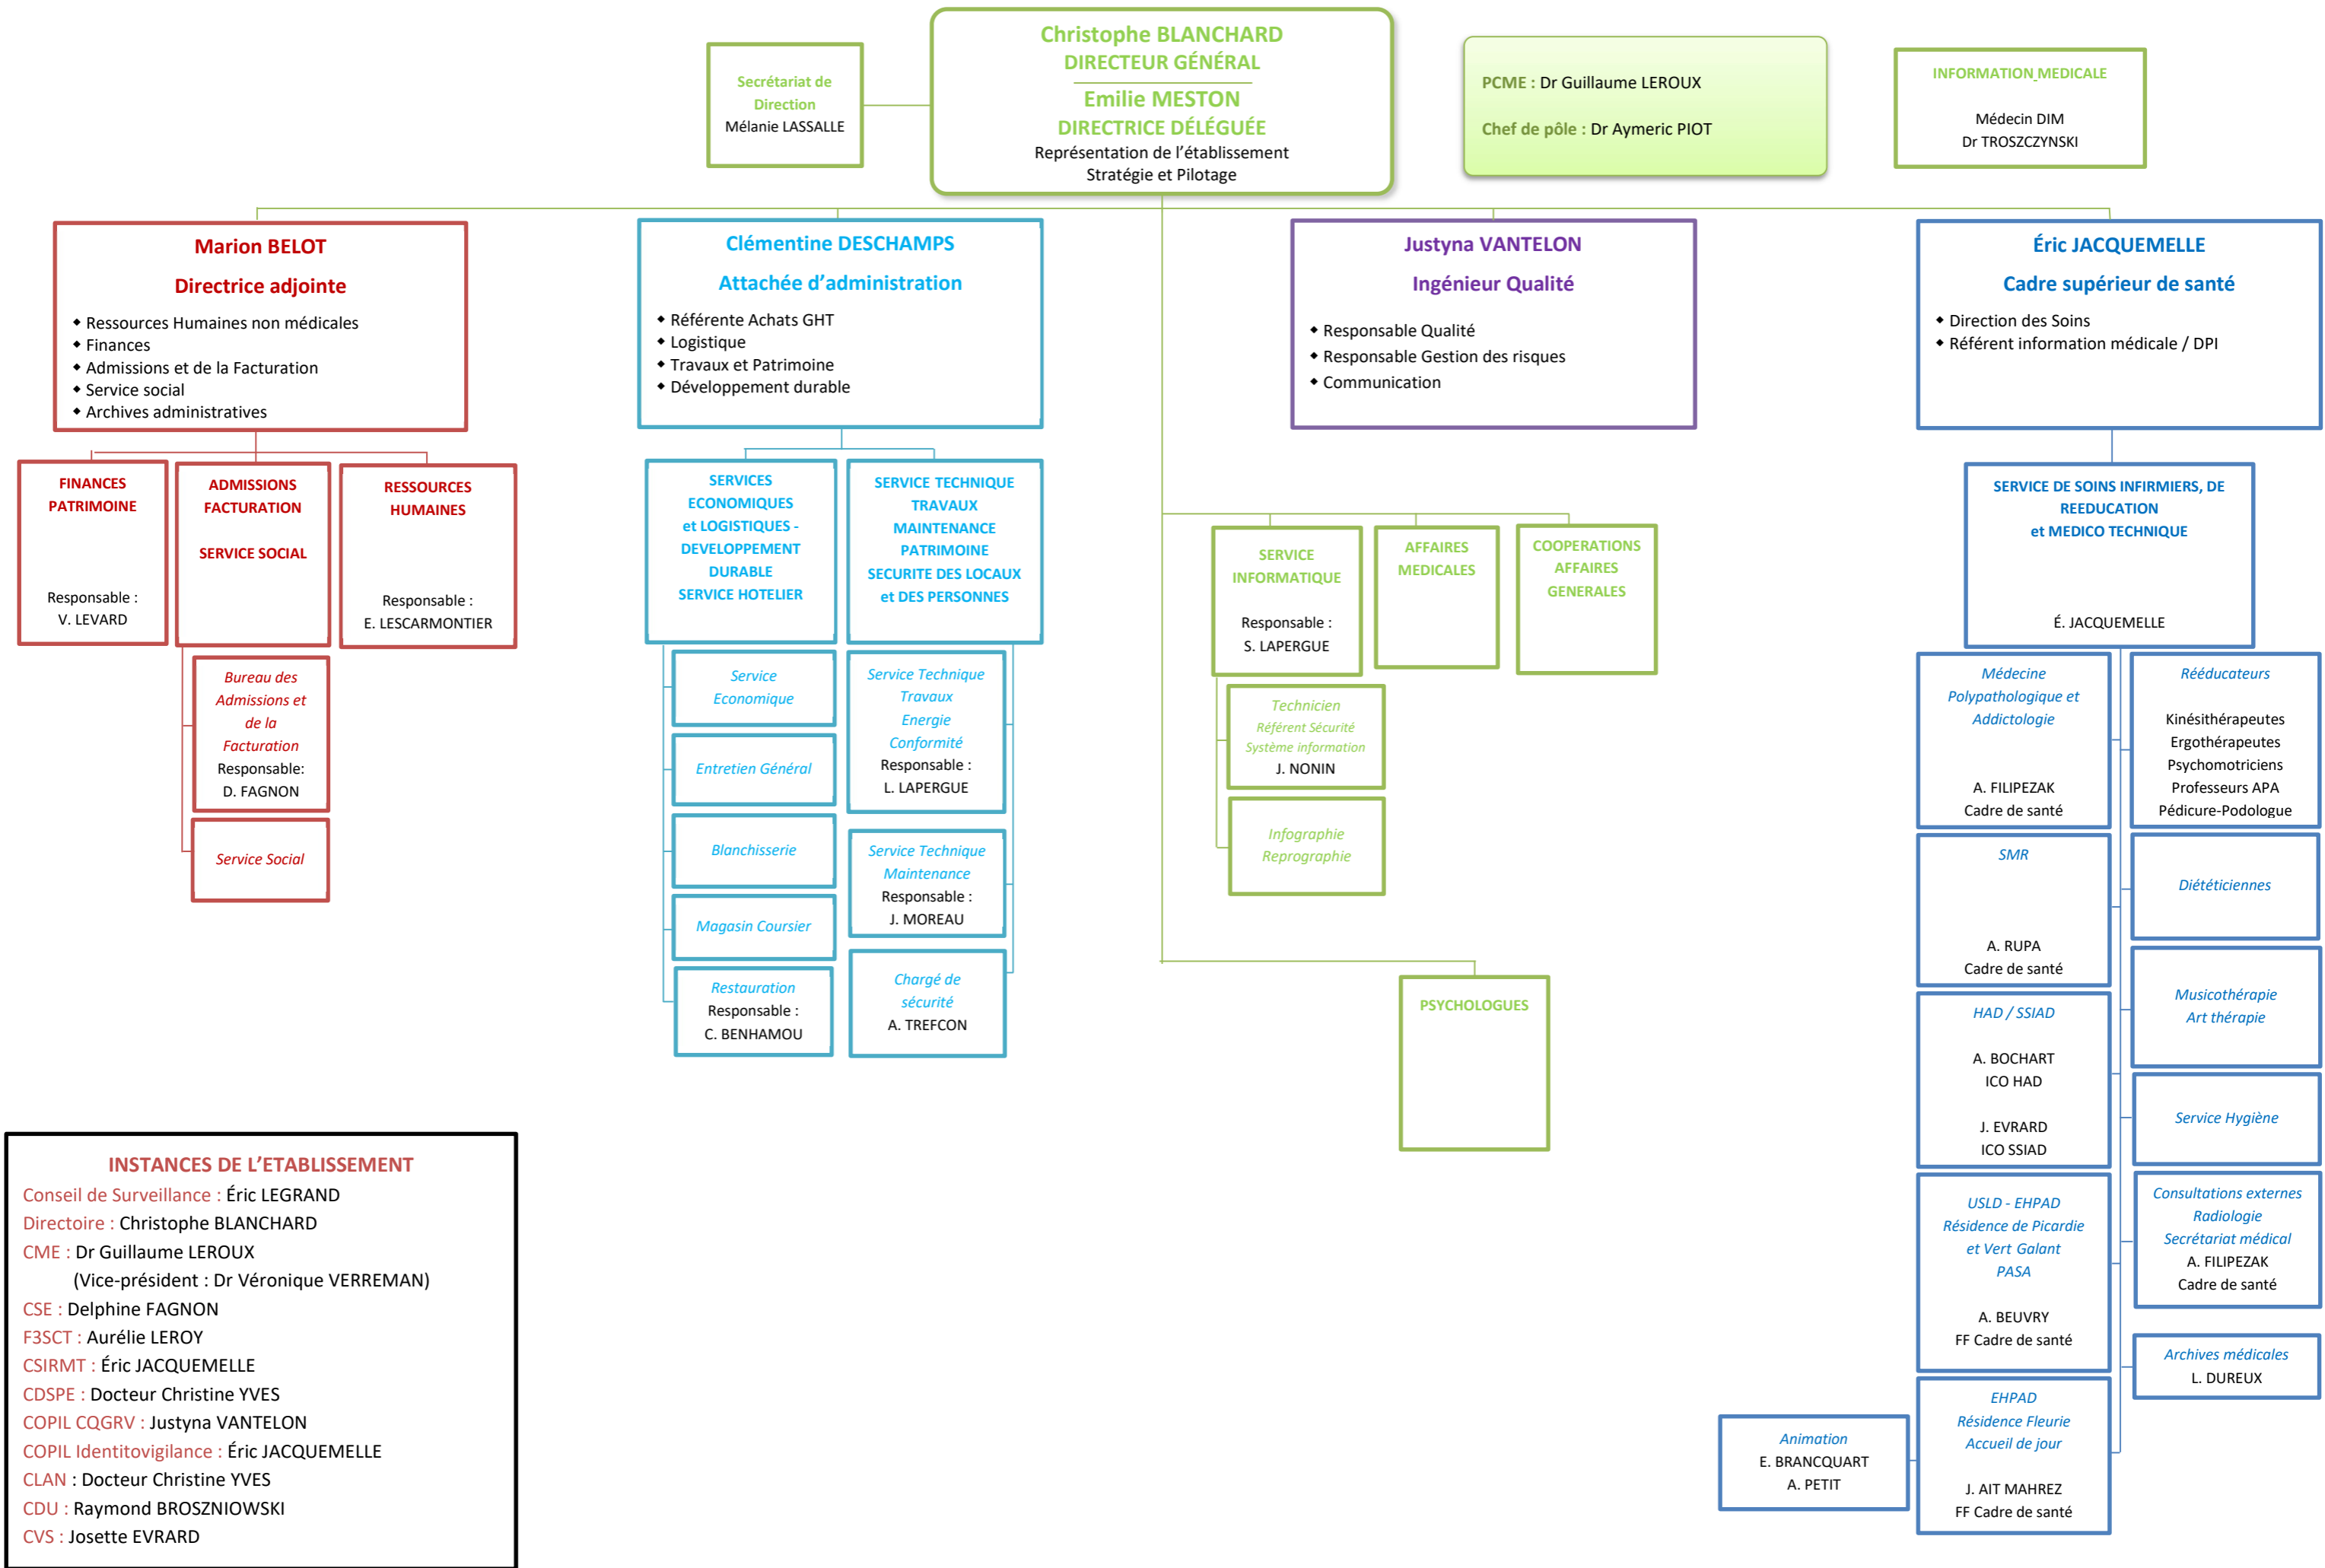 Christophe BLANCHARD
DIRECTEUR GÉNÉRAL
Emilie MESTON
DIRECTRICE DÉLÉGUÉE
Représentation de l’établissement
Stratégie et Pilotage
Secrétariat de
Direction
Mélanie LASSALLE
PCME : Dr Guillaume LEROUX
Chef de pôle : Dr Aymeric PIOT
INFORMATION_MEDICALE
Médecin DIM
Dr TROSZCZYNSKI
Marion BELOT
Directrice adjointe
◆ Ressources Humaines non médicales
◆ Finances
◆ Admissions et de la Facturation
◆ Service social
◆ Archives administratives
Clémentine DESCHAMPS
Attachée d’administration
◆ Référente Achats GHT
◆ Logistique
◆ Travaux et Patrimoine
◆ Développement durable
Justyna VANTELON
Ingénieur Qualité
◆ Responsable Qualité
◆ Responsable Gestion des risques
◆ Communication
Éric JACQUEMELLE
Cadre supérieur de santé
◆ Direction des Soins
◆ Référent information médicale / DPI
FINANCES
PATRIMOINE
Responsable :
V. LEVARD
ADMISSIONS
FACTURATION
SERVICE SOCIAL
RESSOURCES
HUMAINES
Responsable :
E. LESCARMONTIER
Bureau des
Admissions et
de la
Facturation
Responsable:
D. FAGNON
Service Social
SERVICES
ECONOMIQUES
et LOGISTIQUES -
DEVELOPPEMENT
DURABLE
SERVICE HOTELIER
SERVICE TECHNIQUE
TRAVAUX
MAINTENANCE
PATRIMOINE
SECURITE DES LOCAUX
et DES PERSONNES
Service
Economique
Entretien Général
Blanchisserie
Magasin Coursier
Restauration
Responsable :
C. BENHAMOU
Service Technique
Travaux
Energie
Conformité
Responsable :
L. LAPERGUE
Service Technique
Maintenance
Responsable :
J. MOREAU
Chargé de
sécurité
A. TREFCON
SERVICE
INFORMATIQUE
Responsable :
S. LAPERGUE
AFFAIRES
MEDICALES
COOPERATIONS
AFFAIRES
GENERALES
Technicien
Référent Sécurité
Système information
J. NONIN
Infographie
Reprographie
PSYCHOLOGUES
SERVICE DE SOINS INFIRMIERS, DE
REEDUCATION
et MEDICO TECHNIQUE
É. JACQUEMELLE
Médecine
Polypathologique et
Addictologie
A. FILIPEZAK
Cadre de santé
Rééducateurs
Kinésithérapeutes
Ergothérapeutes
Psychomotriciens
Professeurs APA
Pédicure-Podologue
SMR
A. RUPA
Cadre de santé
Diététiciennes
HAD / SSIAD
A. BOCHART
ICO HAD
J. EVRARD
ICO SSIAD
Musicothérapie
Art thérapie
Service Hygiène
USLD - EHPAD
Résidence de Picardie
et Vert Galant
PASA
A. BEUVRY
FF Cadre de santé
Consultations externes
Radiologie
Secrétariat médical
A. FILIPEZAK
Cadre de santé
Archives médicales
L. DUREUX
EHPAD
Résidence Fleurie
Accueil de jour
J. AIT MAHREZ
FF Cadre de santé
Animation
E. BRANCQUART
A. PETIT
INSTANCES DE L’ETABLISSEMENT
Conseil de Surveillance : Éric LEGRAND
Directoire : Christophe BLANCHARD
CME : Dr Guillaume LEROUX
(Vice-président : Dr Véronique VERREMAN)
CSE : Delphine FAGNON
F3SCT : Aurélie LEROY
CSIRMT : Éric JACQUEMELLE
CDSPE : Docteur Christine YVES
COPIL CQGRV : Justyna VANTELON
COPIL Identitovigilance : Éric JACQUEMELLE
CLAN : Docteur Christine YVES
CDU : Raymond BROSZNIOWSKI
CVS : Josette EVRARD